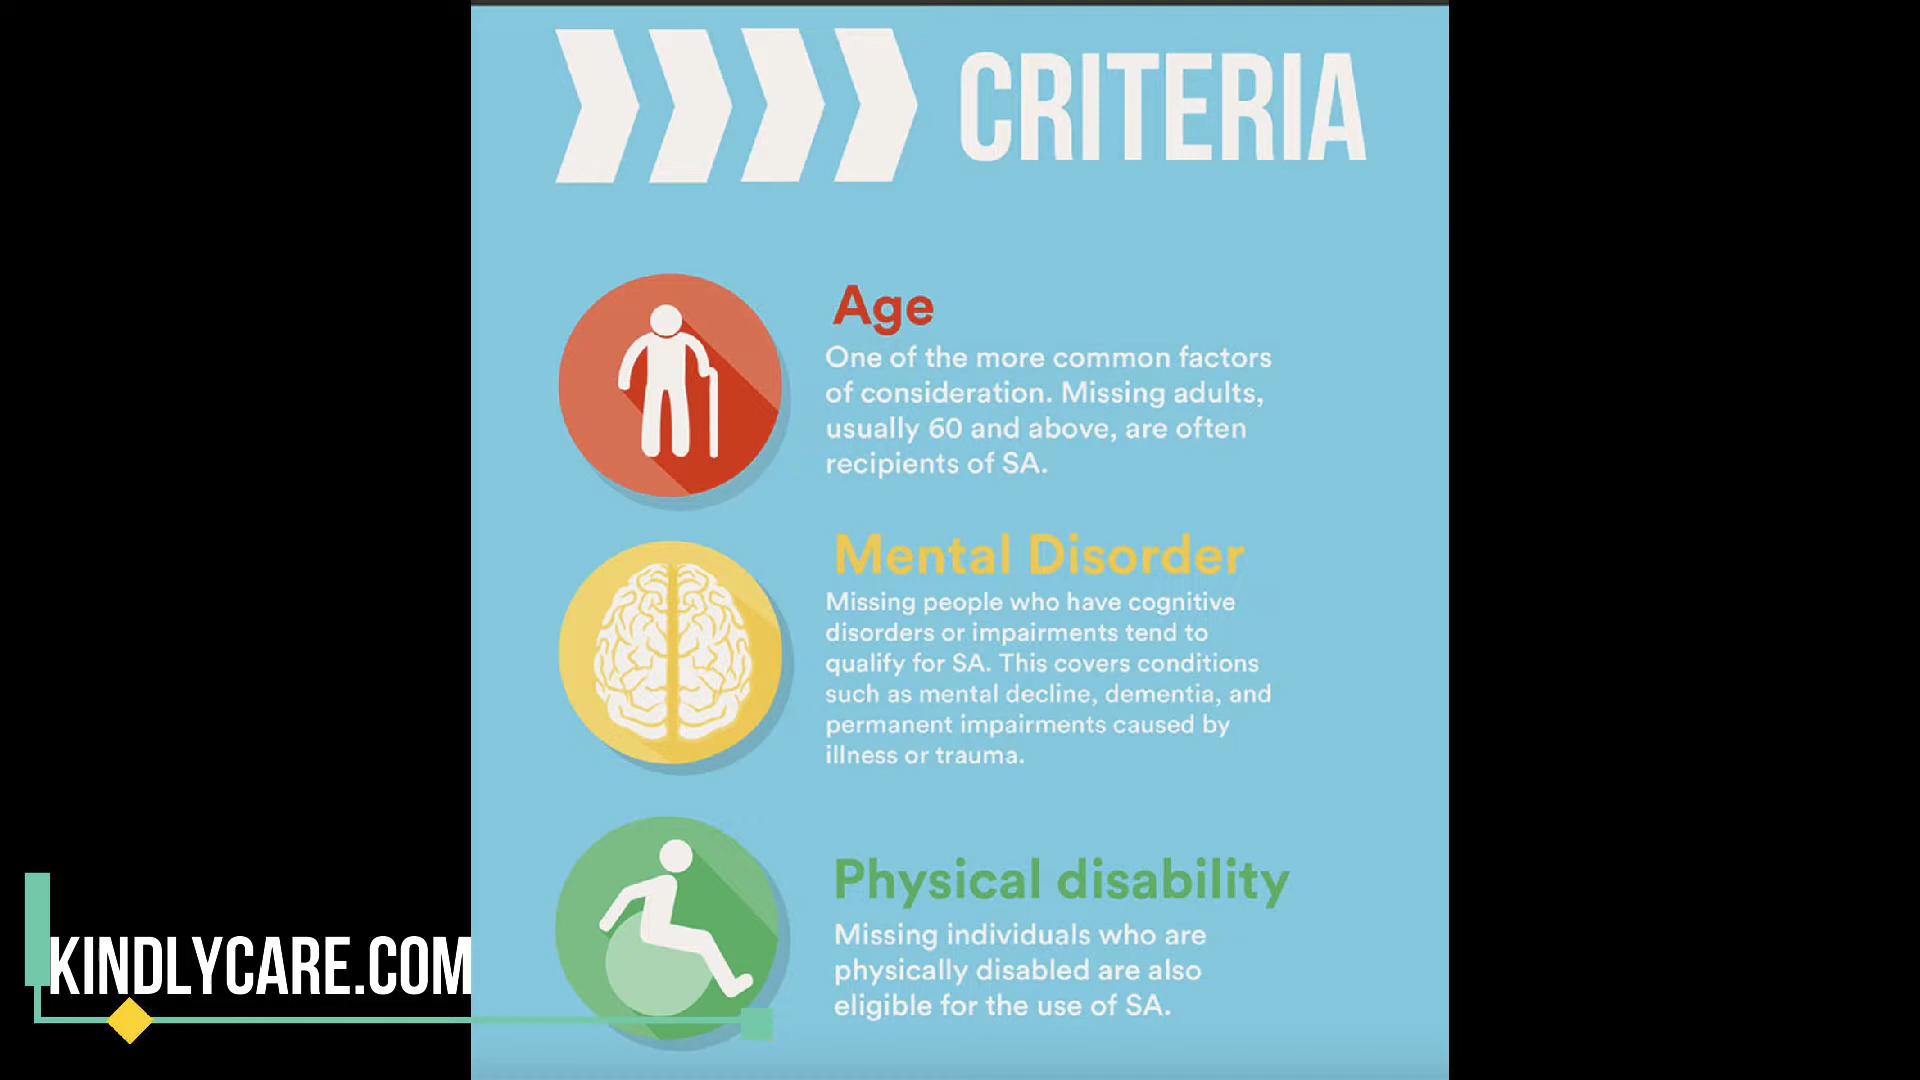 CRITERIA
Age
One of the more common factors
of consideration. Missing adults,
usually 60 and above, are often
recipients of SA.
Mental Disorder
Missing people who have cognitive
disorders or impairments tend to
qualify for SA. This covers conditions
such as mental decline, dementia, and
permanent impairments caused by
illness or trauma.
Physical disability
Missing individuals who are
physically disabled are also
eligible for the use of SA.
KINDLYCARE.COM